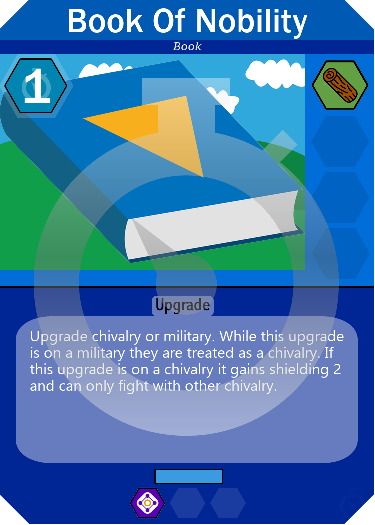 Book Of Nobility
Book
1
Upgrade
Upgrade chivalry or military. While this upgrade
is on a military they are treated as a chivalry. If
this upgrade is on a chivalry it gains shielding 2
and can only fight with other chivalry.